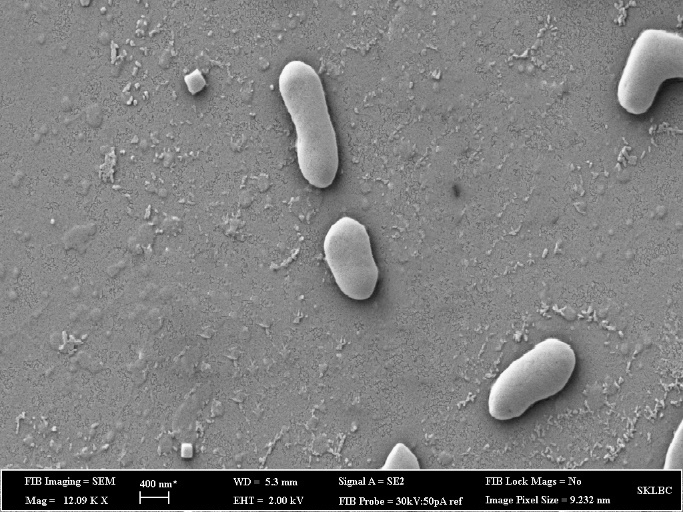 FIB Imaging = SEM 400 nm* WD = 5.3 mm Signal A = SE2 FIB Lock Mags = No SKLBC
Mag = 12.09 K X EHT = 2.00 kV FIB Probe = 30kV:50pA ref Image Pixel Size = 9.232 nm